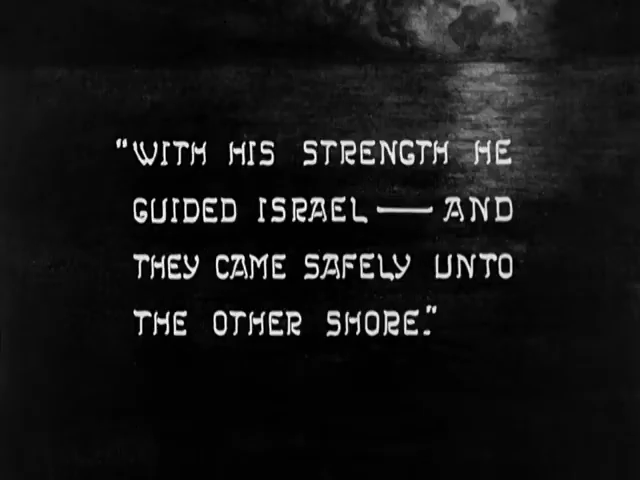 "WITH HIS STRENGTH HE
GUIDED ISRAEL — AND
THEY CAME SAFELY UNTO
THE OTHER SHORE."